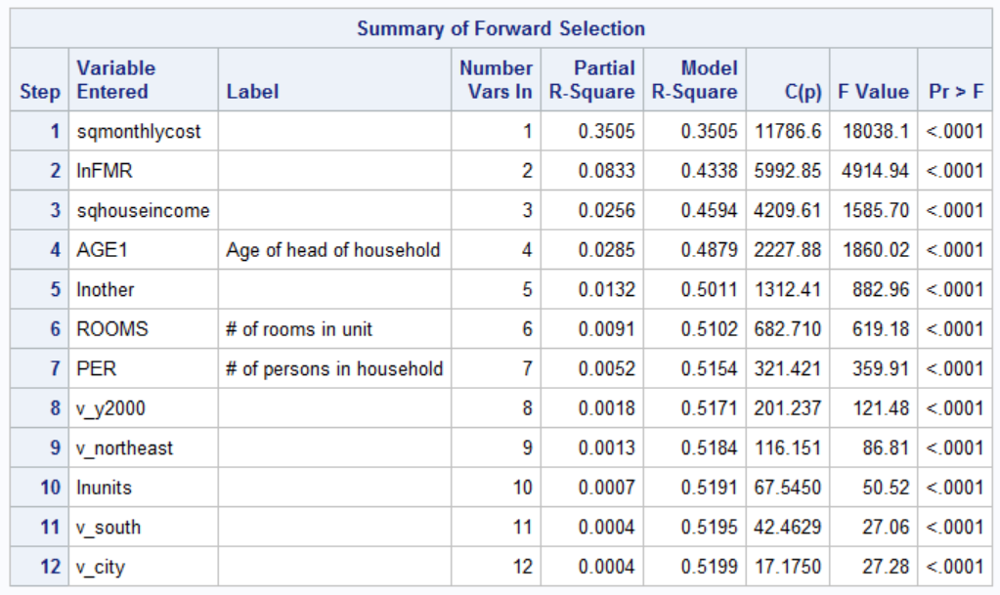 Summary of Forward Selection
Step Variable Entered Label Number Vars In Partial R-Square Model R-Square C(p) F Value Pr > F
1 sqmonthlycost 1 0.3505 0.3505 11786.6 18038.1 <.0001
2 lnFMR 2 0.0833 0.4338 5992.85 4914.94 <.0001
3 sqhouseincome 3 0.0256 0.4594 4209.61 1585.70 <.0001
4 AGE1 Age of head of household 4 0.0285 0.4879 2227.88 1860.02 <.0001
5 lnother 5 0.0132 0.5011 1312.41 882.96 <.0001
6 ROOMS # of rooms in unit 6 0.0091 0.5102 682.710 619.18 <.0001
7 PER # of persons in household 7 0.0052 0.5154 321.421 359.91 <.0001
8 v_y2000 8 0.0018 0.5171 201.237 121.48 <.0001
9 v_northeast 9 0.0013 0.5184 116.151 86.81 <.0001
10 lnunits 10 0.0007 0.5191 67.5450 50.52 <.0001
11 v_south 11 0.0004 0.5195 42.4629 27.06 <.0001
12 v_city 12 0.0004 0.5199 17.1750 27.28 <.0001